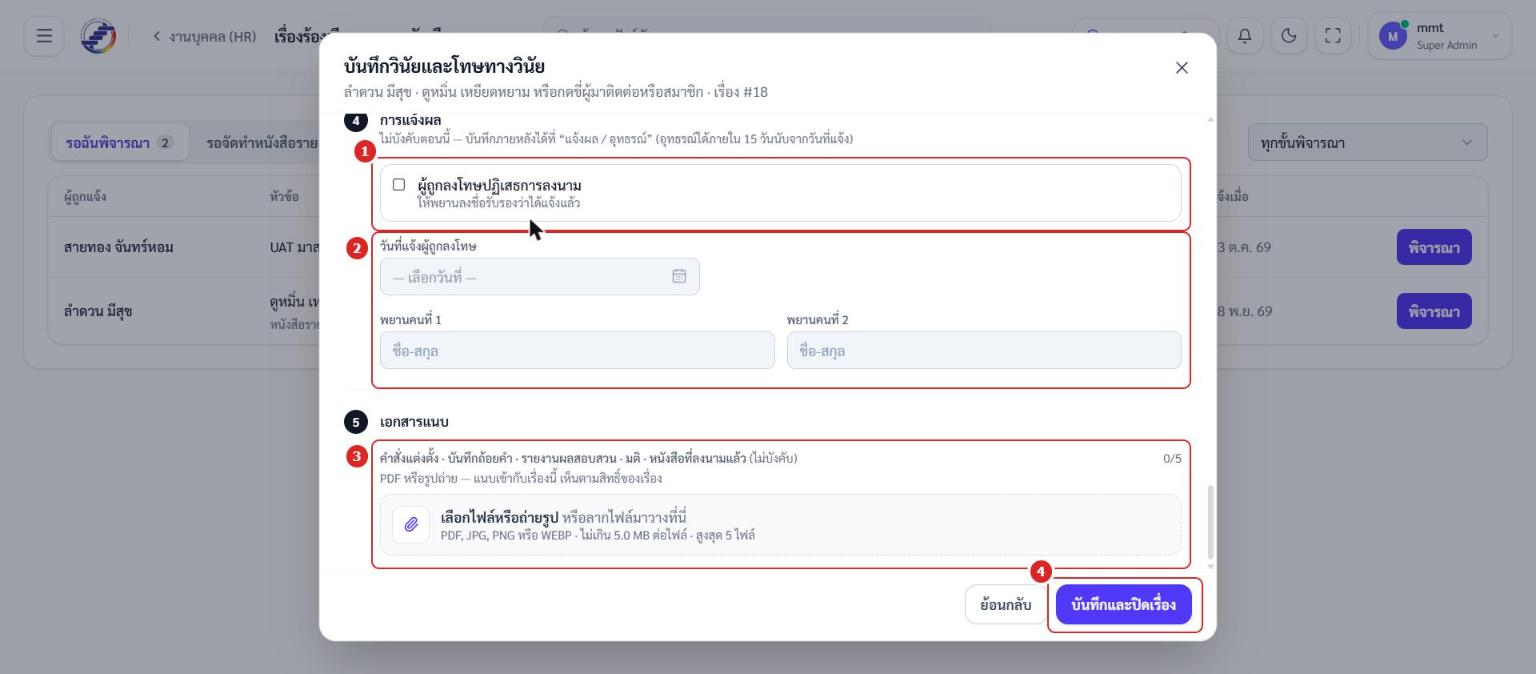 งานบุคคล (HR)
mmt
M
Super Admin
บันทึกวินัยและโทษทางวินัย
ลำดวน มีสุข · ดูหมิ่น เหยียดหยาม หรือกดขี่ผู้มาติดต่อหรือสมาชิก · เรื่อง #18
4 การแจ้งผล
ไม่บังคับตอนนี้ — บันทึกภายหลังได้ที่ “แจ้งผล / อุทธรณ์” (อุทธรณ์ได้ภายใน 15 วันนับจากวันที่แจ้ง)
รอฉันพิจารณา 2
รอจัดทำหนังสือราย
ทุกขั้นพิจารณา
1
ผู้ถูกลงโทษปฏิเสธการลงนาม
ให้พยานลงชื่อรับรองว่าได้แจ้งแล้ว
ผู้ถูกแจ้ง
หัวข้อ
จ้งเมื่อ
2
วันที่แจ้งผู้ถูกลงโทษ
— เลือกวันที่ —
สายทอง จันทร์หอม
UAT มาส
3 ต.ค. 69
พิจารณา
ลำดวน มีสุข
ดูหมิ่น เห
หนังสือราย
8 พ.ย. 69
พิจารณา
พยานคนที่ 1
พยานคนที่ 2
ชื่อ-สกุล
ชื่อ-สกุล
5 เอกสารแนบ
3
คำสั่งแต่งตั้ง · บันทึกถ้อยคำ · รายงานผลสอบสวน · มติ · หนังสือที่ลงนามแล้ว (ไม่บังคับ)
0/5
PDF หรือรูปถ่าย — แนบเข้ากับเรื่องนี้ เห็นตามสิทธิ์ของเรื่อง
เลือกไฟล์หรือถ่ายรูป หรือลากไฟล์มาวางที่นี่
PDF, JPG, PNG หรือ WEBP · ไม่เกิน 5.0 MB ต่อไฟล์ · สูงสุด 5 ไฟล์
4
ย้อนกลับ
บันทึกและปิดเรื่อง